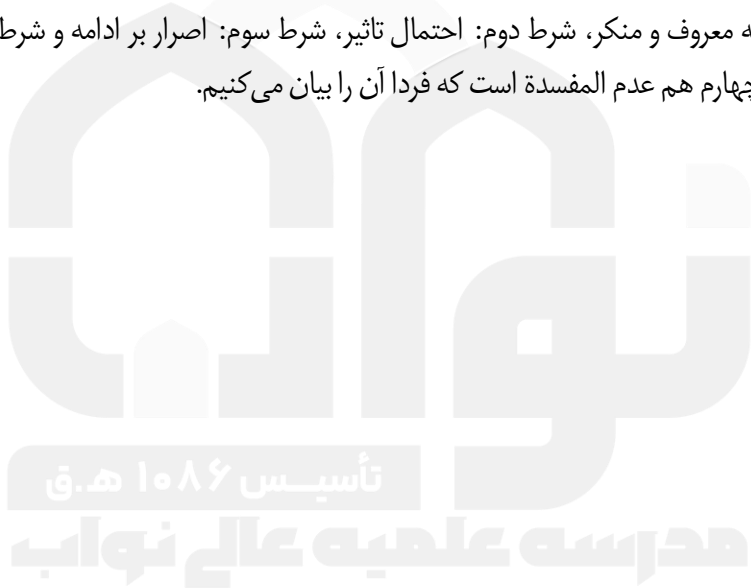 ه معروف و منکر، شرط دوم: احتمال تاثیر، شرط سوم: اصرار بر ادامه و شرط
چهارم هم عدم المفسدة است که فردا آن را بیان می‌کنیم.
نواب
تأسیس ۱۰۸۶ ه.ق
مدرسه علمیه عالی نواب